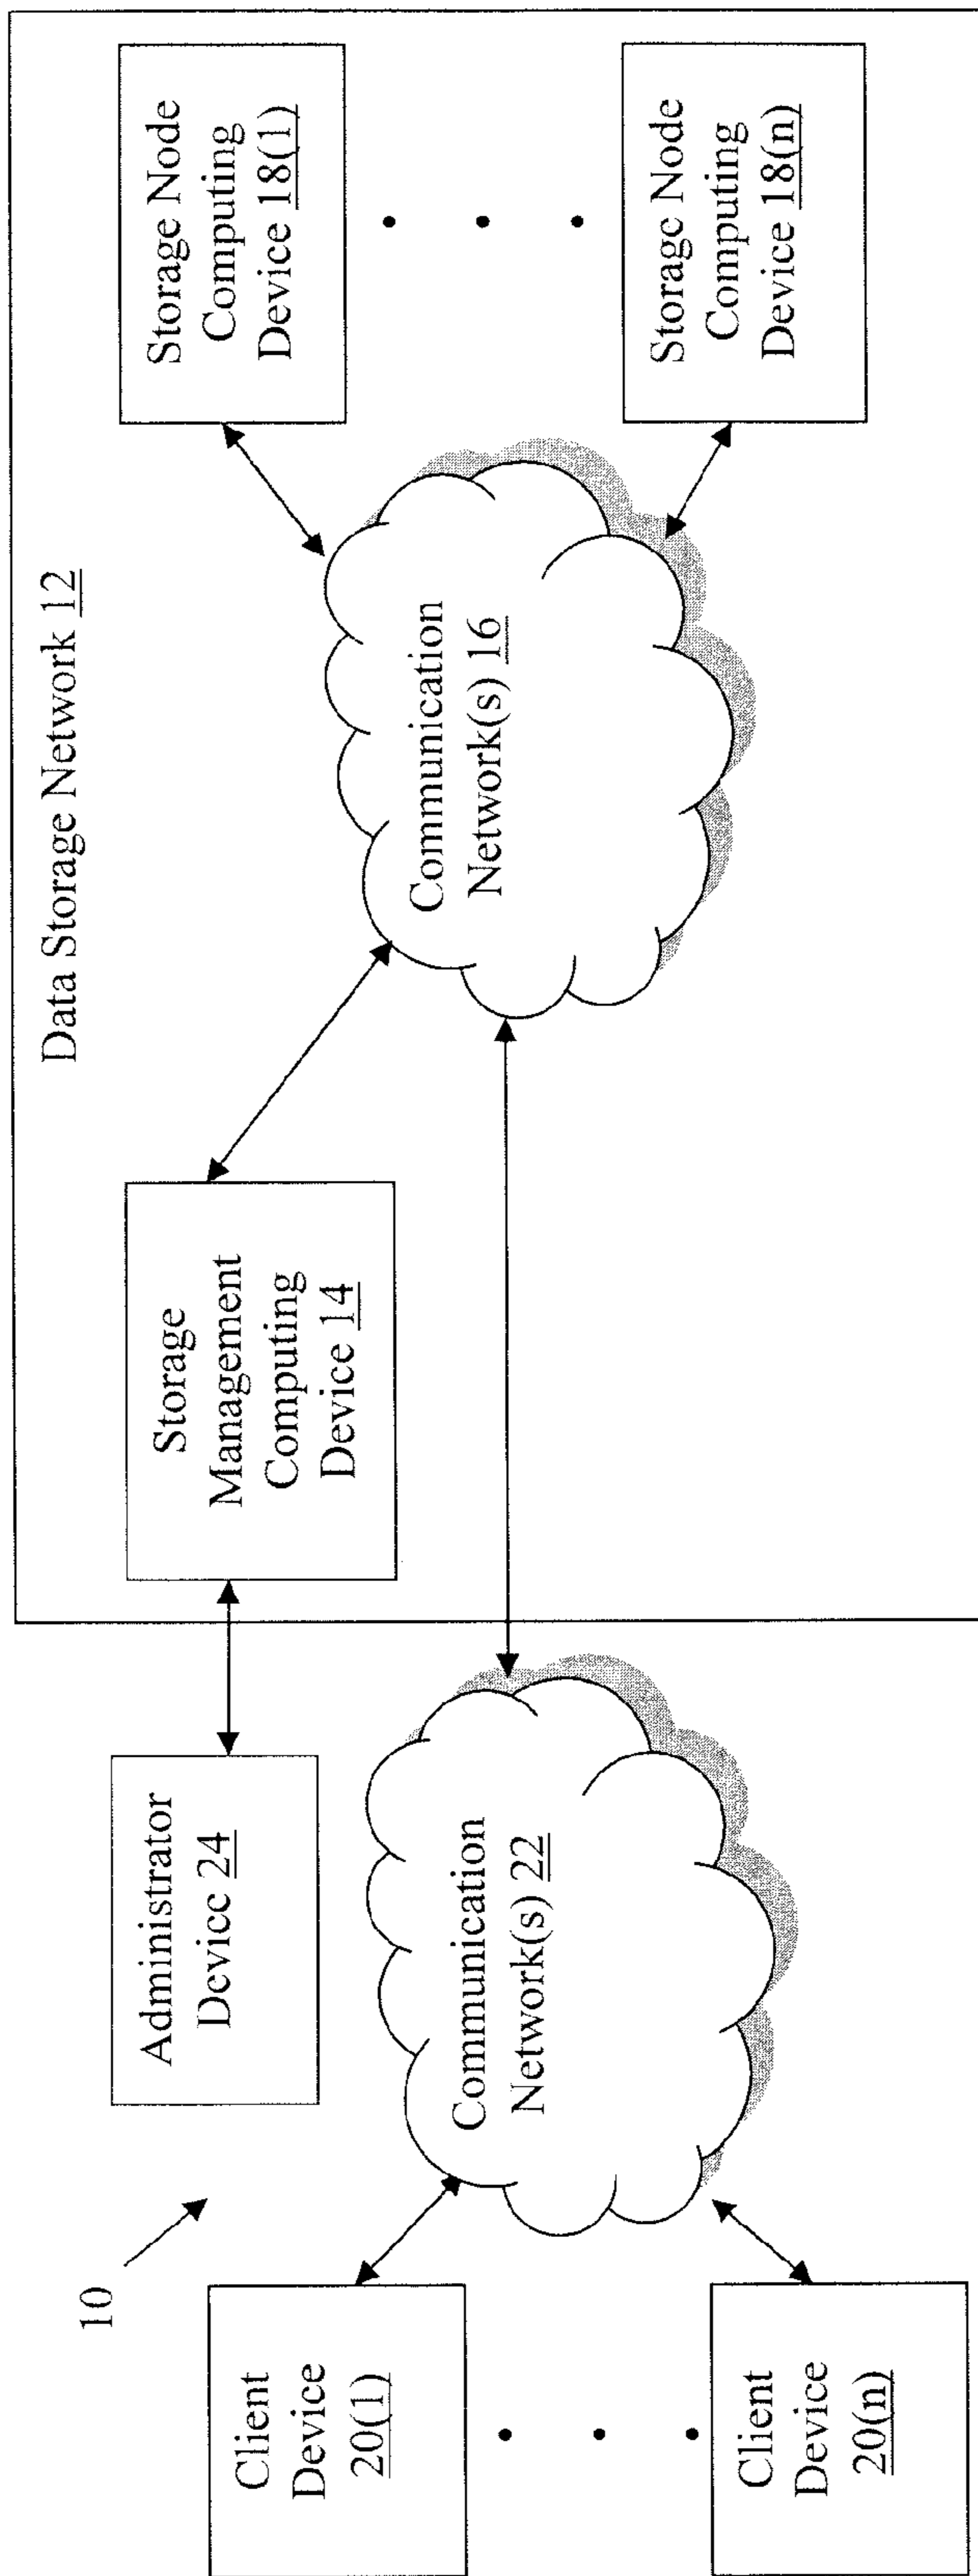 10
Client
Device
20(1)
Client
Device
20(n)
Administrator
Device 24
Communication
Network(s) 22
Data Storage Network 12
Storage
Management
Computing
Device 14
Communication
Network(s) 16
Storage Node
Computing
Device 18(1)
Storage Node
Computing
Device 18(n)